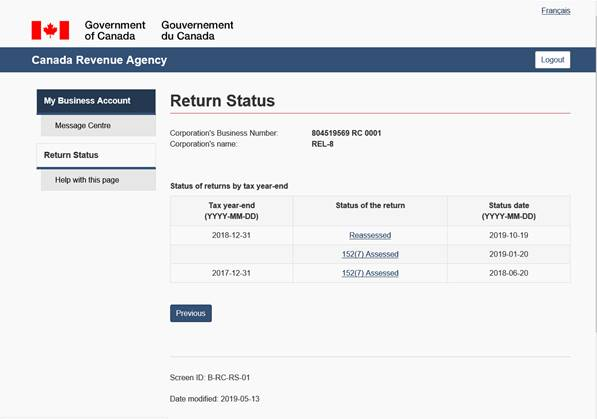 Français
Government of Canada
Gouvernement du Canada
Canada Revenue Agency
Logout
My Business Account
Message Centre
Return Status
Help with this page
Return Status
Corporation's Business Number: 804519569 RC 0001
Corporation's name: REL-8
Status of returns by tax year-end
Tax year-end (YYYY-MM-DD) Status of the return Status date (YYYY-MM-DD)
2018-12-31 Reassessed 2019-10-19
152(7) Assessed 2019-01-20
2017-12-31 152(7) Assessed 2018-06-20
Previous
Screen ID: B-RC-RS-01
Date modified: 2019-05-13